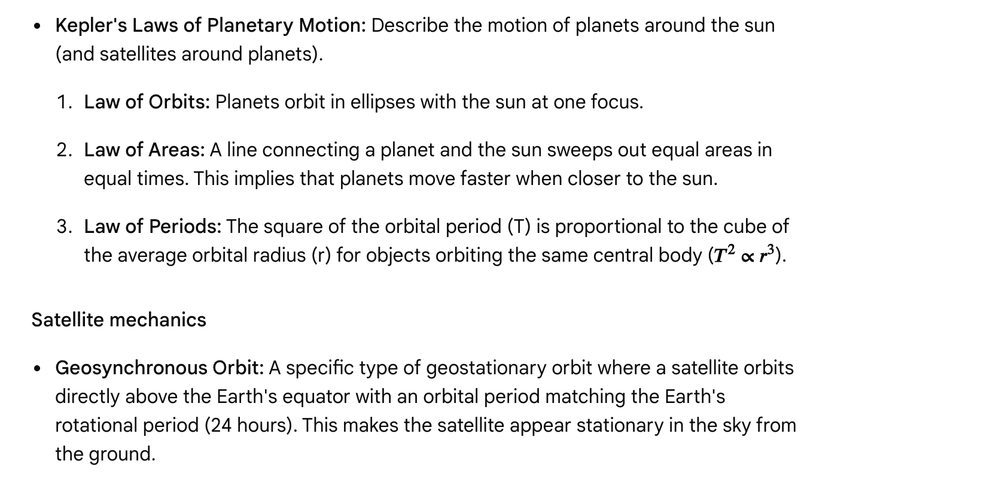 • Kepler's Laws of Planetary Motion: Describe the motion of planets around the sun
(and satellites around planets).
1. Law of Orbits: Planets orbit in ellipses with the sun at one focus.
2. Law of Areas: A line connecting a planet and the sun sweeps out equal areas in
equal times. This implies that planets move faster when closer to the sun.
3. Law of Periods: The square of the orbital period (T) is proportional to the cube of
the average orbital radius (r) for objects orbiting the same central body (T² ∝ r³).
Satellite mechanics
• Geosynchronous Orbit: A specific type of geostationary orbit where a satellite orbits
directly above the Earth's equator with an orbital period matching the Earth's
rotational period (24 hours). This makes the satellite appear stationary in the sky from
the ground.